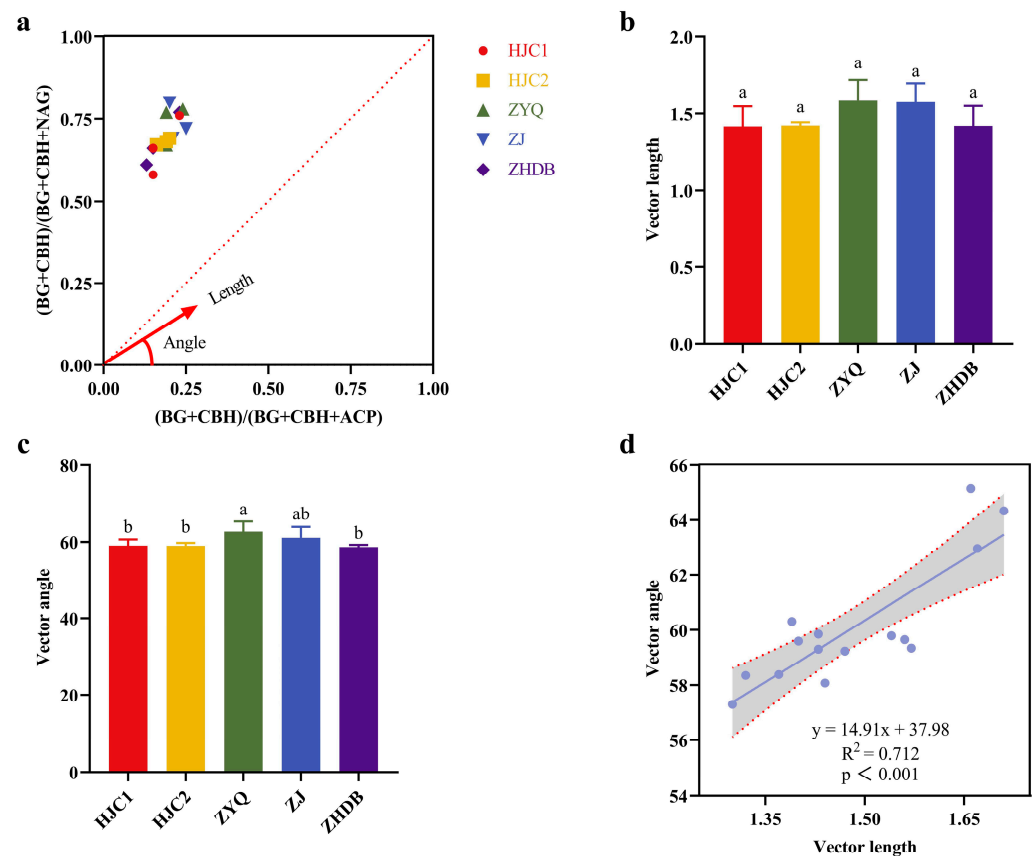 a
(BG+CBH)/(BG+CBH+NAG)
1.00
0.75
0.50
0.25
0.00
0.00 0.25 0.50 0.75 1.00
(BG+CBH)/(BG+CBH+ACP)
Length
Angle
HJC1
HJC2
ZYQ
ZJ
ZHDB
b
Vector length
2.0
1.5
1.0
0.5
0.0
a a a a a
HJC1 HJC2 ZYQ ZJ ZHDB
c
Vector angle
80
60
40
20
0
b b a ab b
HJC1 HJC2 ZYQ ZJ ZHDB
d
Vector angle
66
64
62
60
58
56
54
y = 14.91x + 37.98
R² = 0.712
p < 0.001
1.35 1.50 1.65
Vector length